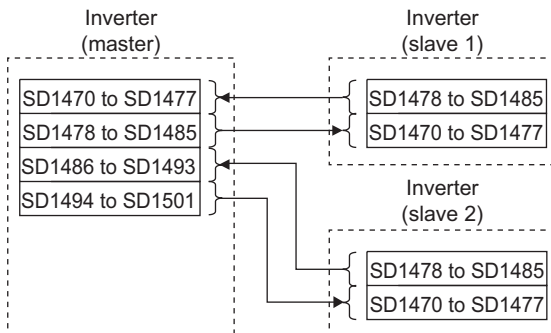 Inverter
(master)
SD1470 to SD1477
SD1478 to SD1485
SD1486 to SD1493
SD1494 to SD1501
Inverter
(slave 1)
SD1478 to SD1485
SD1470 to SD1477
Inverter
(slave 2)
SD1478 to SD1485
SD1470 to SD1477